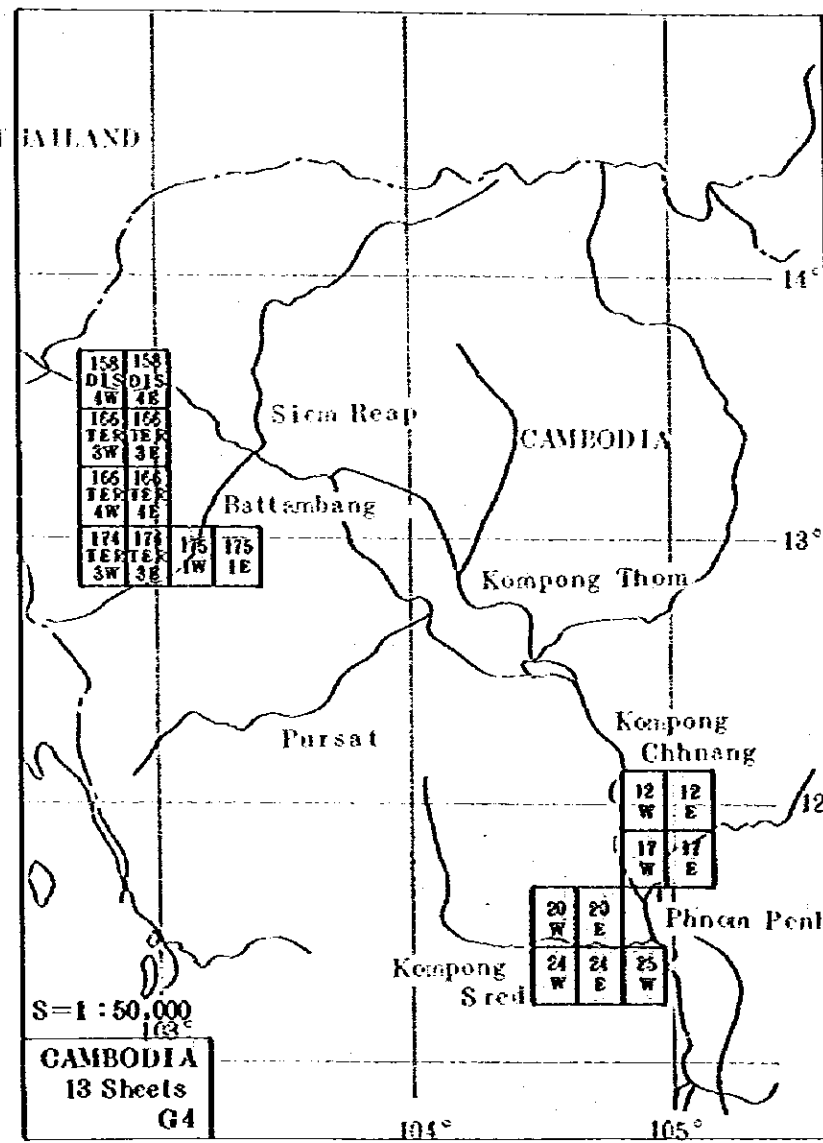 THAILAND
14°
158 DIS 4W
158 DIS 4E
166 TER 3W
166 TER 3E
166 TER 4W
166 TER 4E
174 TER 3W
174 TER 3E
175 1W
175 1E
Siem Reap
CAMBODIA
Battambang
13°
Kompong Thom
Pursat
Kompong
Chhnang
12 W
12 E
12
17 W
17 E
20 W
20 E
Phnom Penh
24 W
24 E
25 W
Kompong
Sred
S=1:50,000
103°
CAMBODIA
13 Sheets
G4
104°
105°